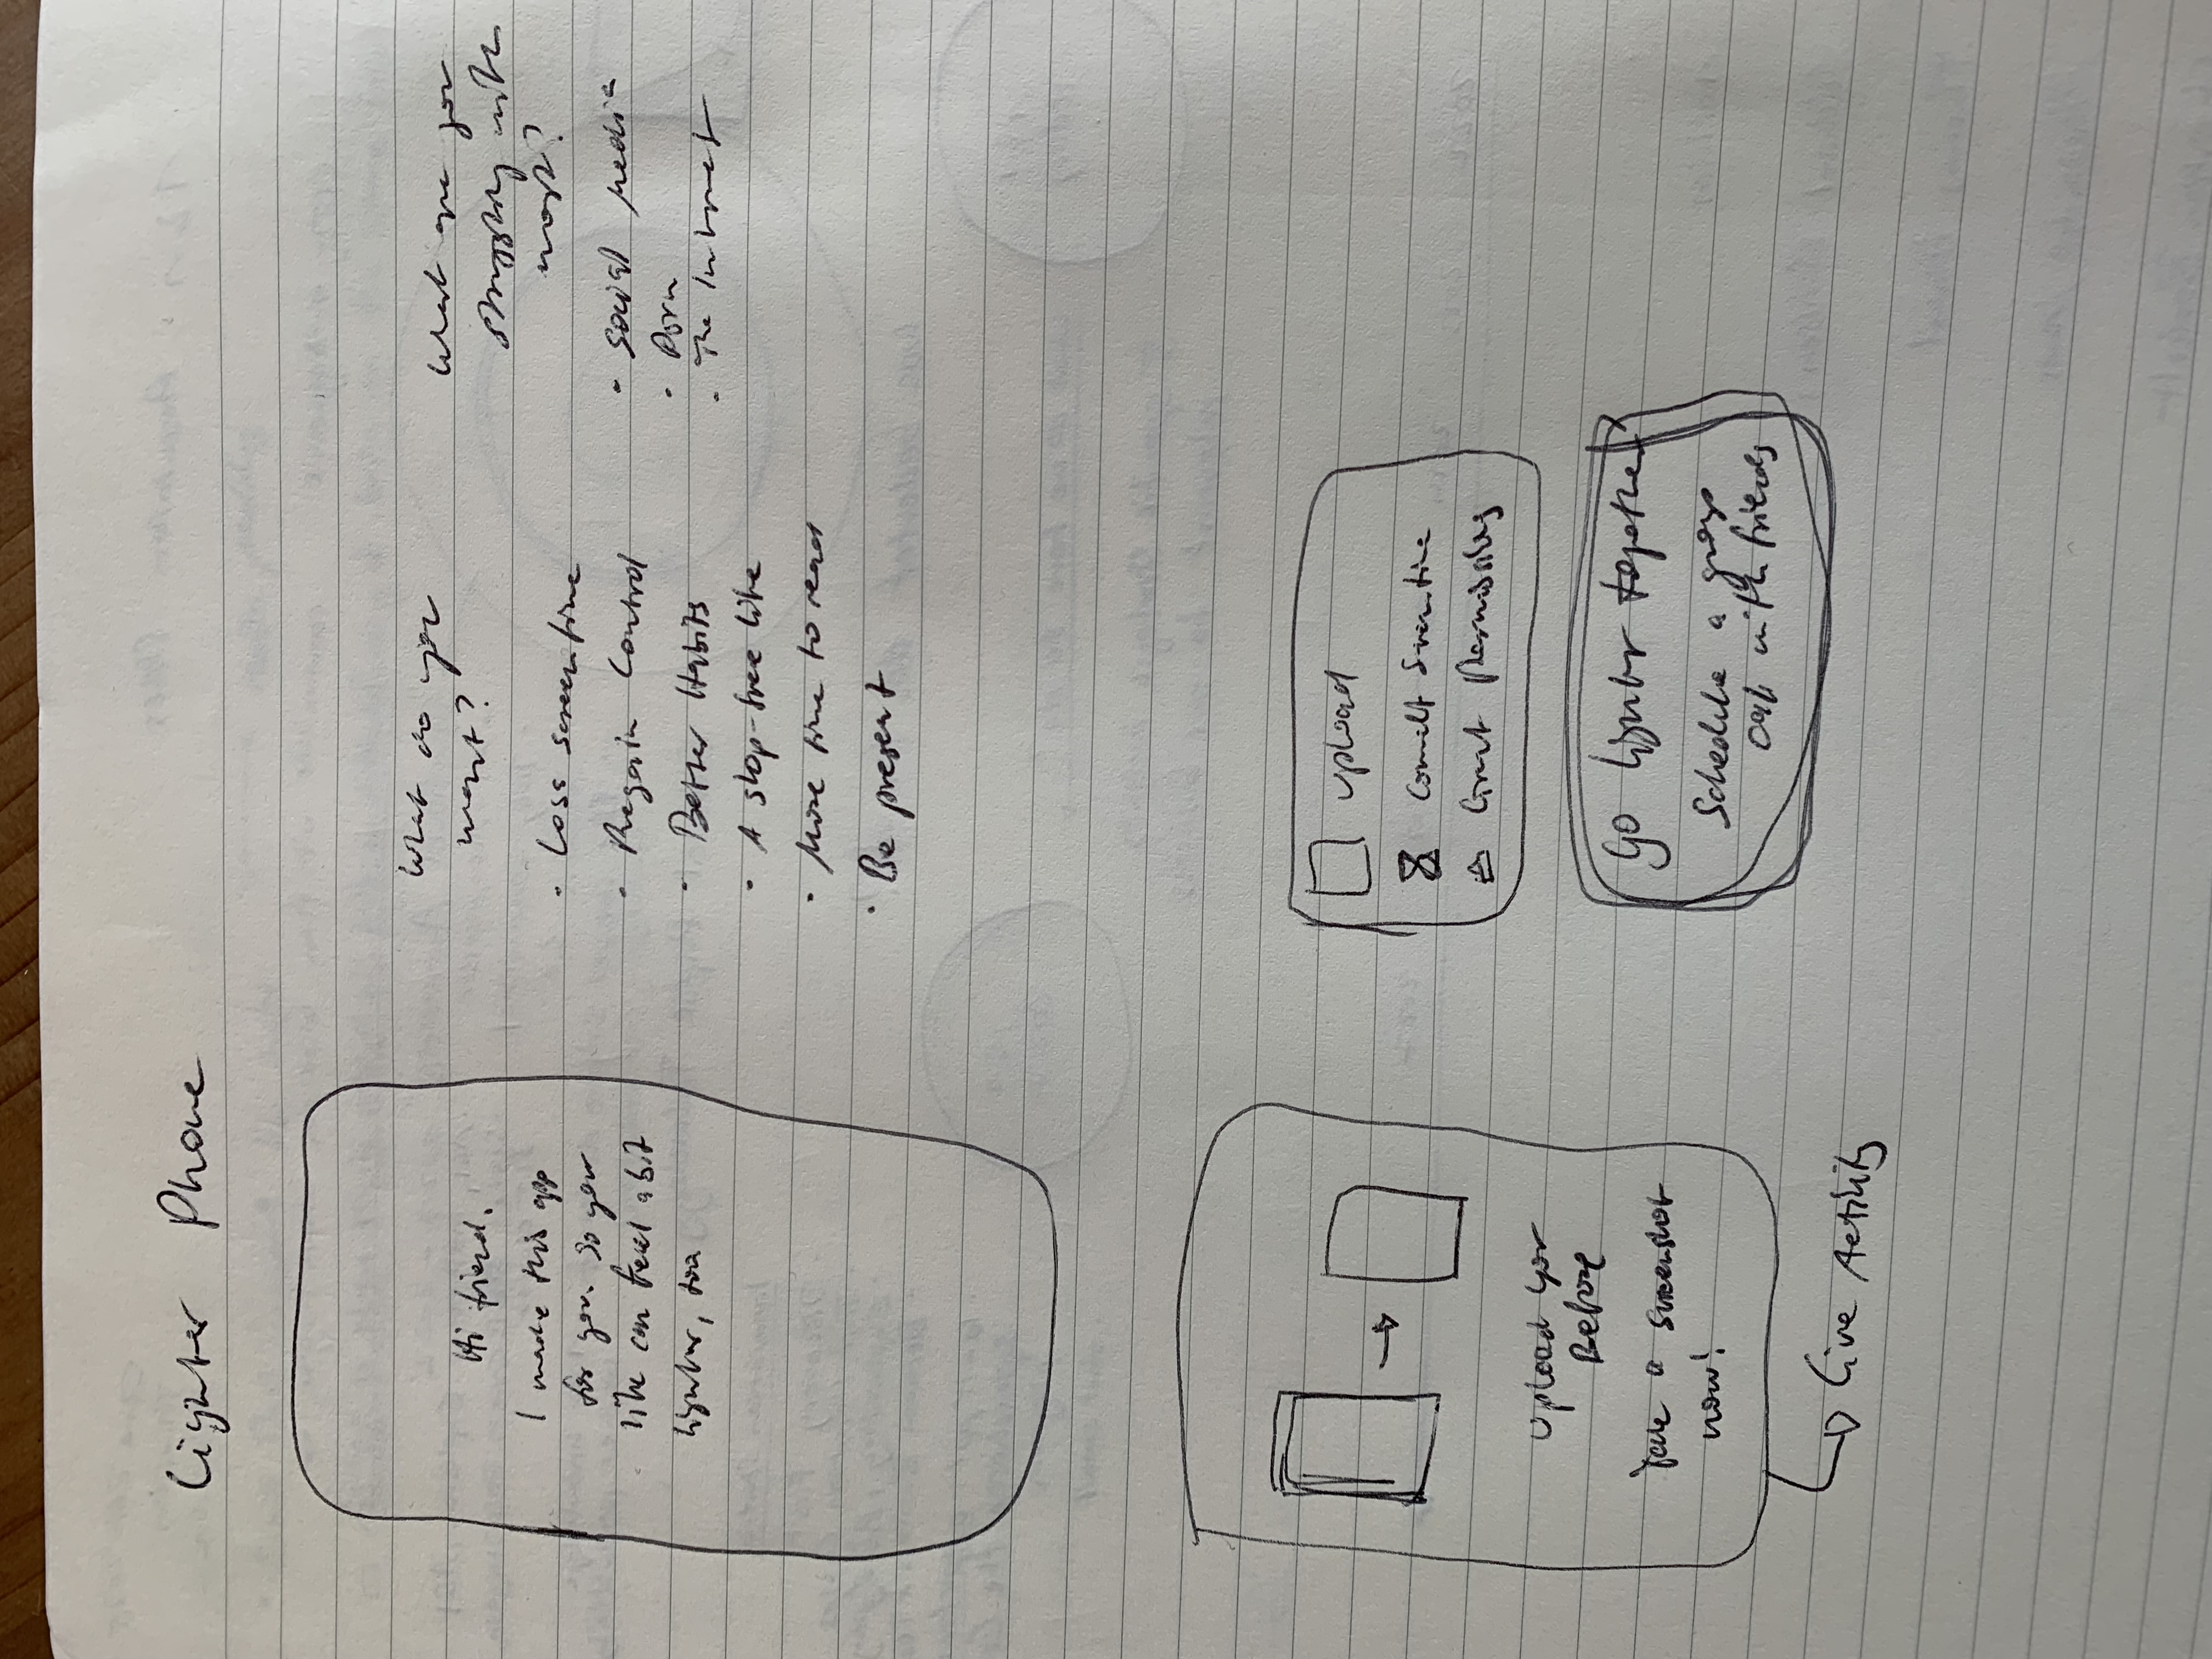 Lighter Phone
Hi friend.
I made this app
for you. So your
life can feel a bit
lighter, too
What do you
want?
• Less screentime
• Regain Control
• Better Habits
• A slop-free life
• More time to read
• Be present
What are you
struggling with
most?
• Social Media
• Porn
• The Internet
Upload your
Before
Take a screenshot
now!
Live Activity
upload
Screentime
Grant Permissions
Go lighter together
Schedule a group
call with friends